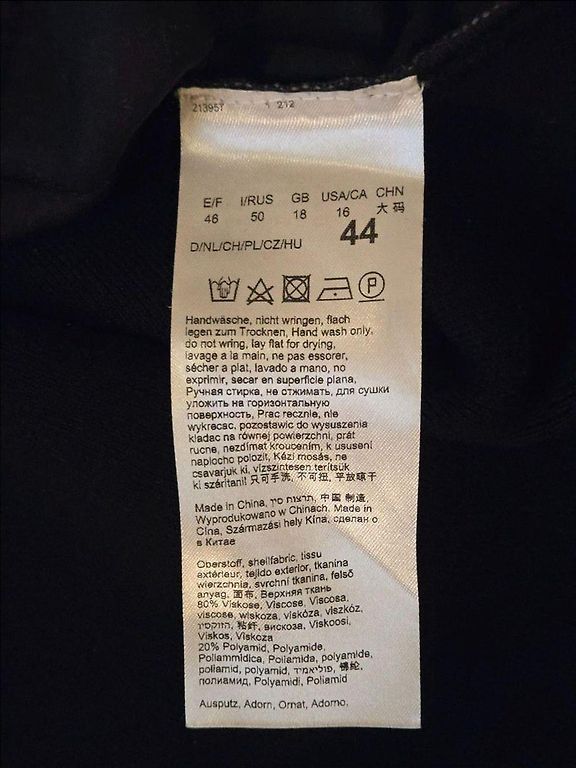 213957 1 212
E/F I/RUS GB USA/CA CHN
46 50 18 16 大码
D/NL/CH/PL/CZ/HU 44
P
Handwäsche, nicht wringen, flach
legen zum Trocknen, Hand wash only,
do not wring, lay flat for drying,
lavage a la main, ne pas essorer,
sécher a plat, lavado a mano, no
exprimir, secar en superficie plana,
Ручная стирка, не отжимать, для сушки
уложить на горизонтальную
поверхность, Prac recznie, nie
wykrecac, pozostawic do wysuszenia
kladac na równej powierzchni, prát
rucne, nezdímat kroucením, k ususení
naplocho polozit, Kézi mosás, ne
csavarjuk ki, vízszintesen terítsük
ki szárítani! 只可手洗, 不可扭, 平放晾干
Made in China, תרצות סין, 中国 制造,
Wyprodukowano w Chinach, Made in
Cina, Származási hely Kína, сделан о
в Китае
Oberstoff, shellfabric, tissu
extérieur, tejido exterior, tkanina
wierzchnia, svrchní tkanina, felső
anyag, 面布, Верхняя ткань
80% Viskose, Viscose, Viscosa,
viscose, wiskoza, viskóza, viszkóz,
粘纤, вискоза, Viskoosi,
Viskos, Viskoza
20% Polyamid, Polyamide,
Poliammidica, Poliamida, polyamide,
poliamid, polyamid, פוליאמיד, 锦纶,
полиамид, Polyamidi, Poliamid
Ausputz, Adorn, Ornat, Adorno,